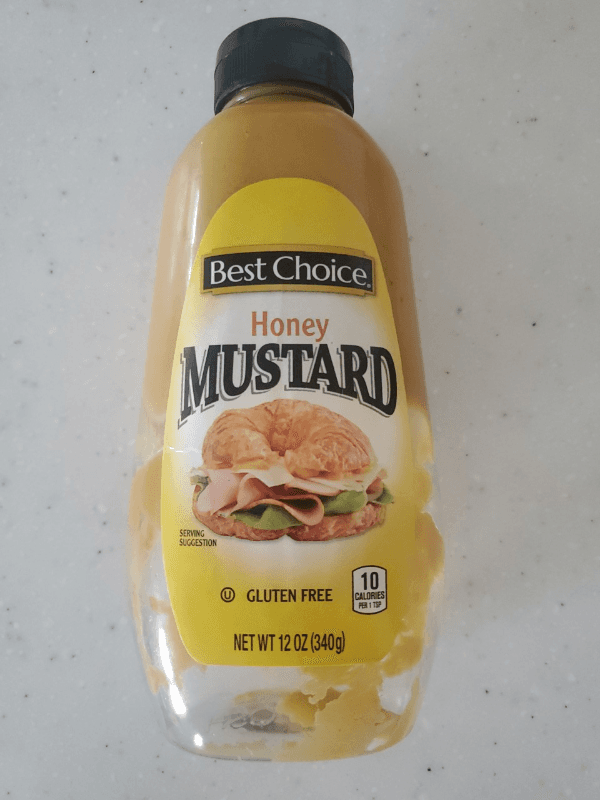 Best Choice
Honey
MUSTARD
SERVING
SUGGESTION
Ⓤ GLUTEN FREE
10
CALORIES
PER 1 TSP
NET WT 12 OZ (340g)